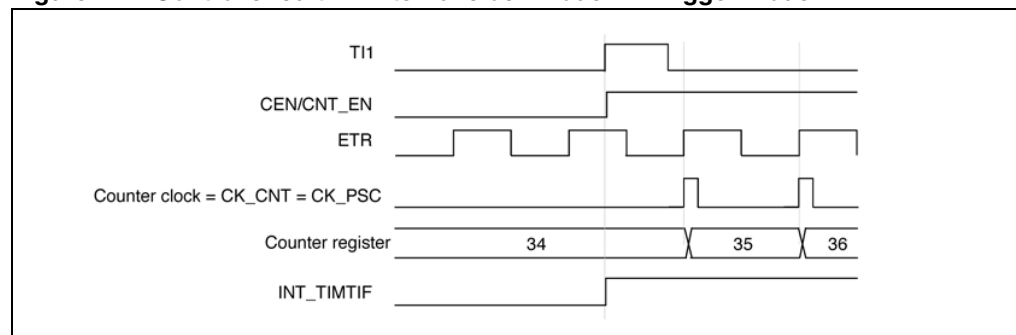 TI1
CEN/CNT_EN
ETR
Counter clock = CK_CNT = CK_PSC
Counter register 34 35 36
INT_TIMTIF